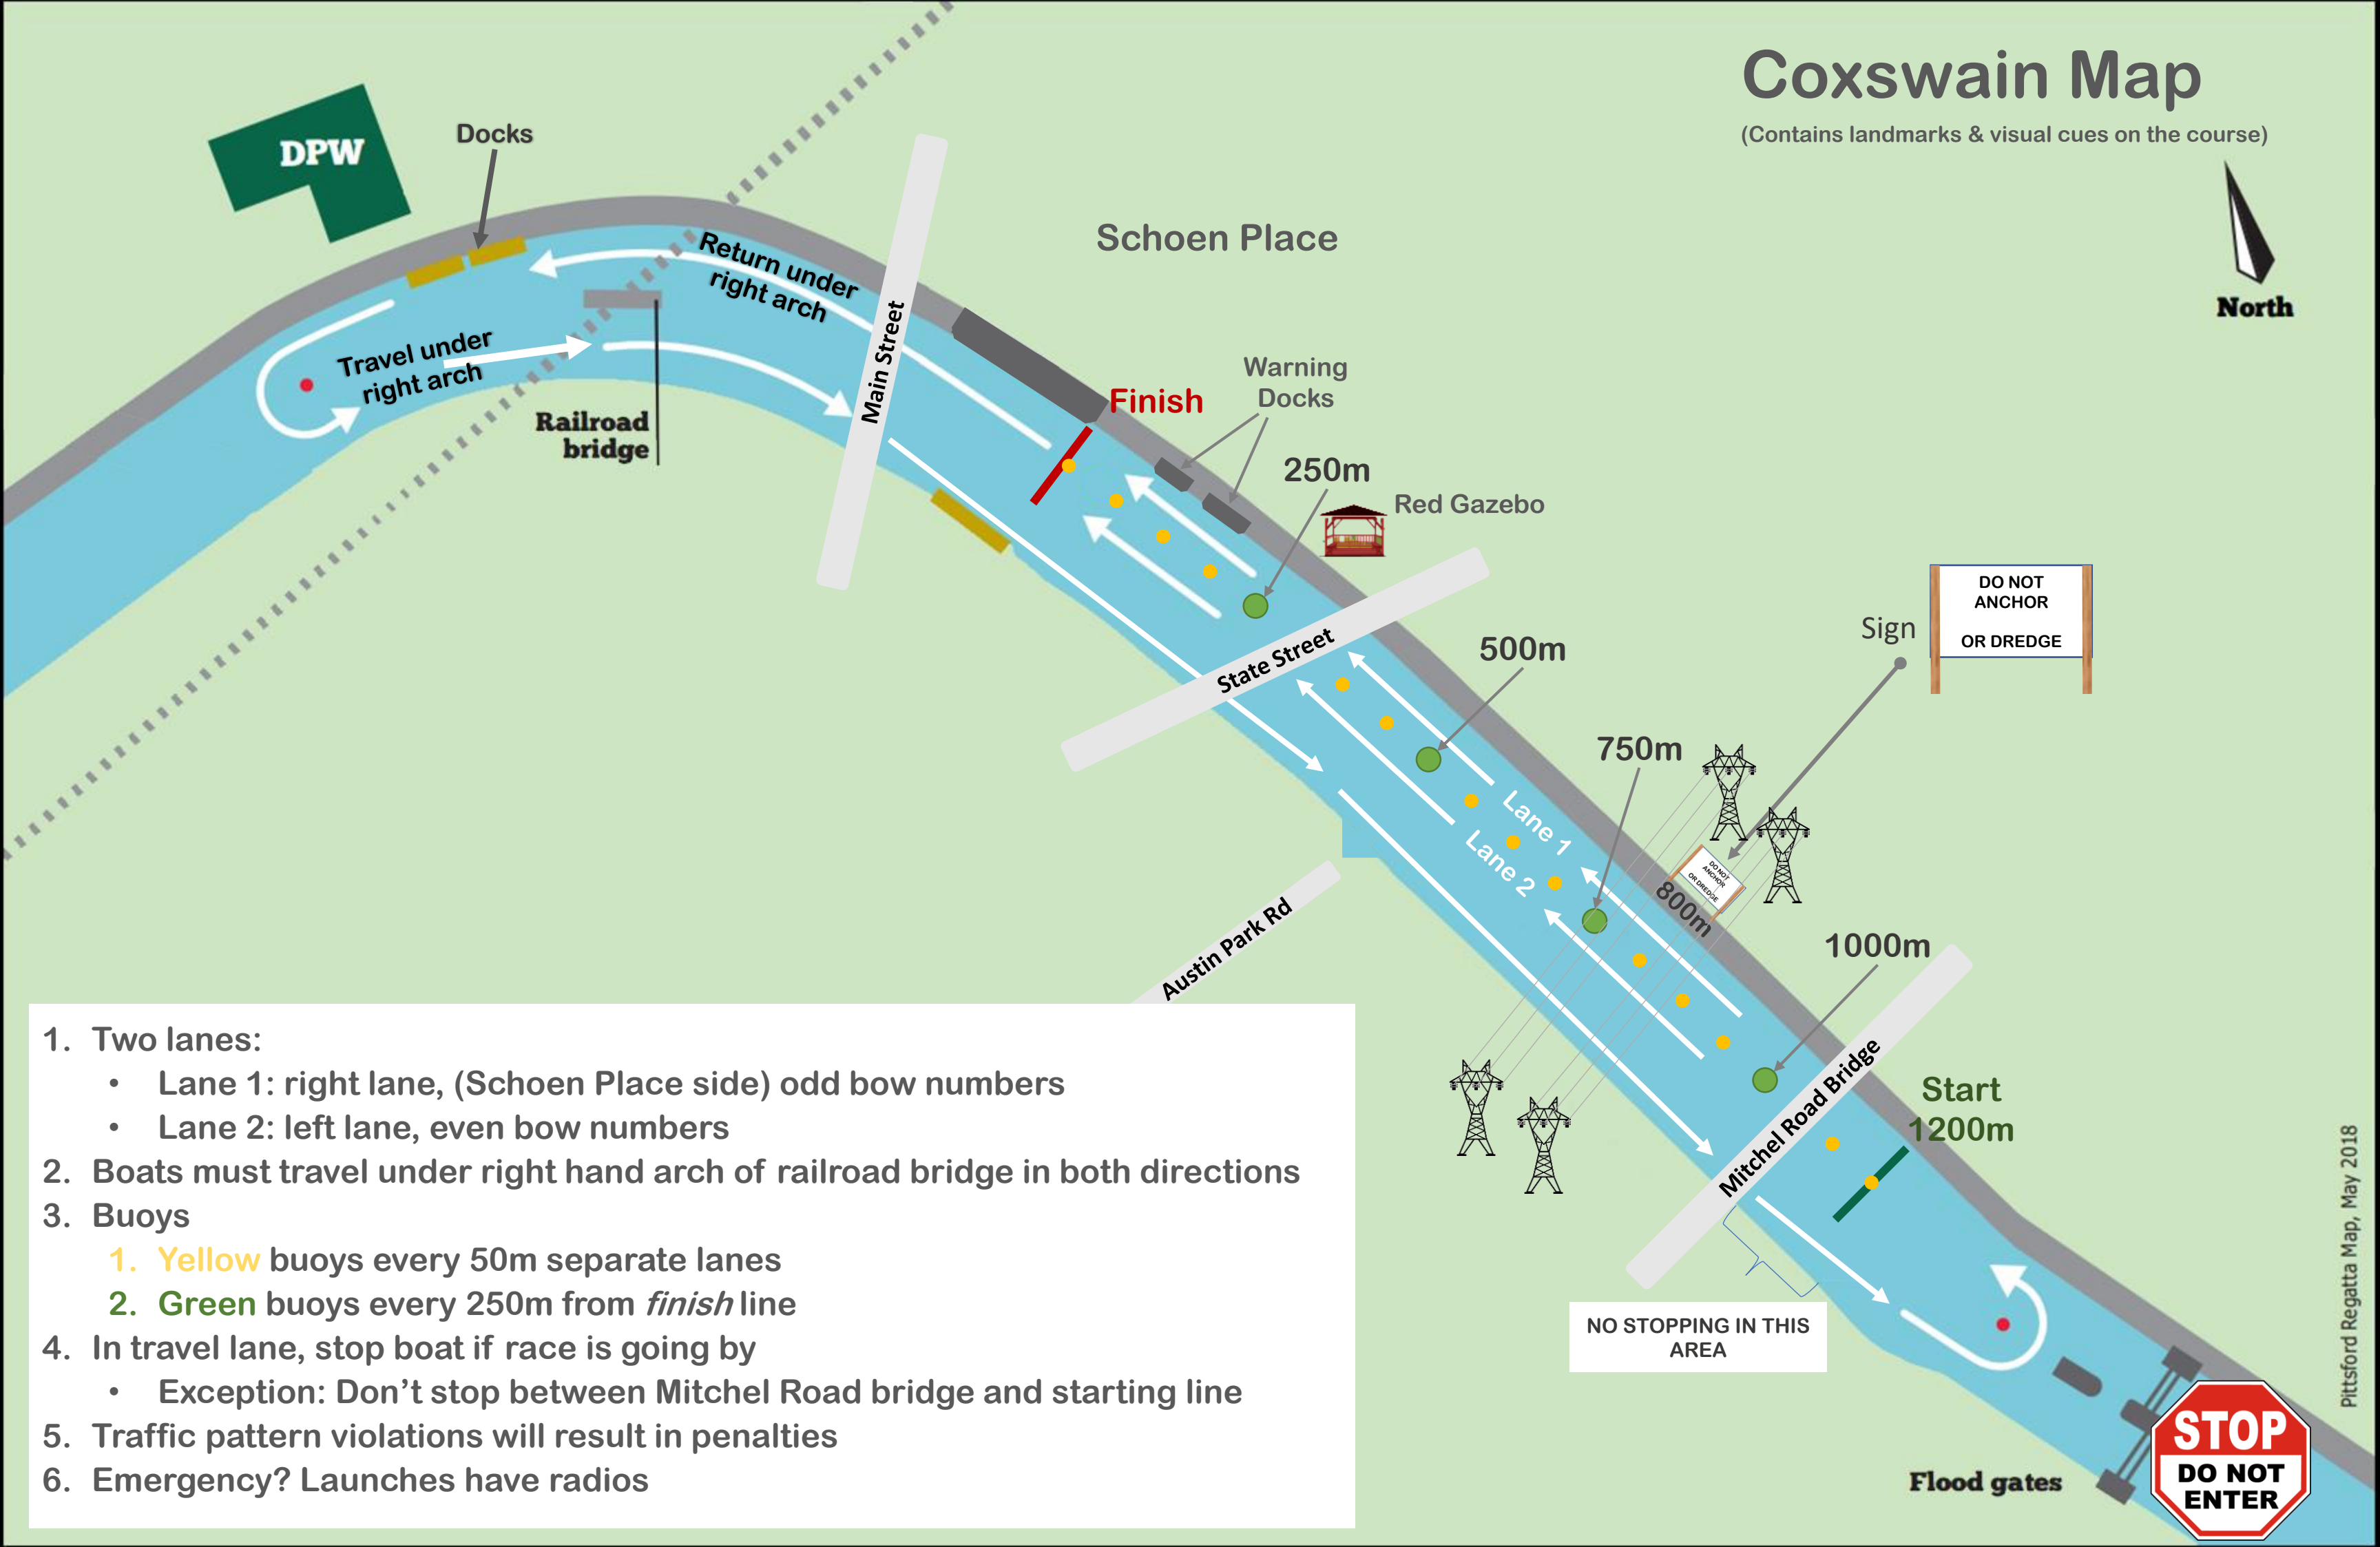 Coxswain Map
(Contains landmarks & visual cues on the course)
North
DPW
Docks
Schoen Place
Return under
right arch
Travel under
right arch
Railroad
bridge
Main Street
Finish
Warning
Docks
250m
Red Gazebo
State Street
500m
Sign
DO NOT
ANCHOR
OR DREDGE
750m
Lane 1
Lane 2
DO NOT
ANCHOR
OR DREDGE
800m
Austin Park Rd
1000m
Mitchel Road Bridge
Start
1200m
NO STOPPING IN THIS
AREA
Flood gates
STOP
DO NOT
ENTER
Pittsford Regatta Map, May 2018
1. Two lanes:
• Lane 1: right lane, (Schoen Place side) odd bow numbers
• Lane 2: left lane, even bow numbers
2. Boats must travel under right hand arch of railroad bridge in both directions
3. Buoys
1. Yellow buoys every 50m separate lanes
2. Green buoys every 250m from finish line
4. In travel lane, stop boat if race is going by
• Exception: Don’t stop between Mitchel Road bridge and starting line
5. Traffic pattern violations will result in penalties
6. Emergency? Launches have radios